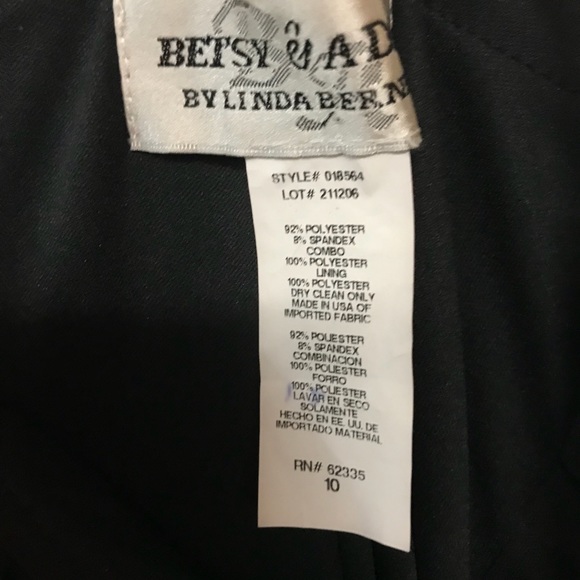 BETSY & AD
BY LINDA BERN
STYLE# 018564
LOT# 211206
92% POLYESTER
8% SPANDEX
COMBO
100% POLYESTER
LINING
100% POLYESTER
DRY CLEAN ONLY
MADE IN USA OF
IMPORTED FABRIC
92% POLIESTER
8% SPANDEX
COMBINACION
100% POLIESTER
FORRO
100% POLIESTER
LAVAR EN SECO
SOLAMENTE
HECHO EN EE. UU. DE
IMPORTADO MATERIAL
RN# 62335
10